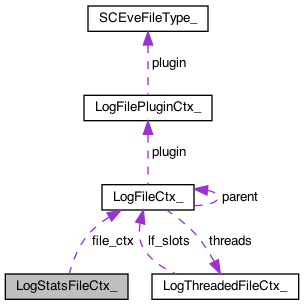 SCEveFileType_
plugin
LogFilePluginCtx_
plugin
LogFileCtx_
parent
file_ctx
lf_slots
threads
LogStatsFileCtx_
LogThreadedFileCtx_